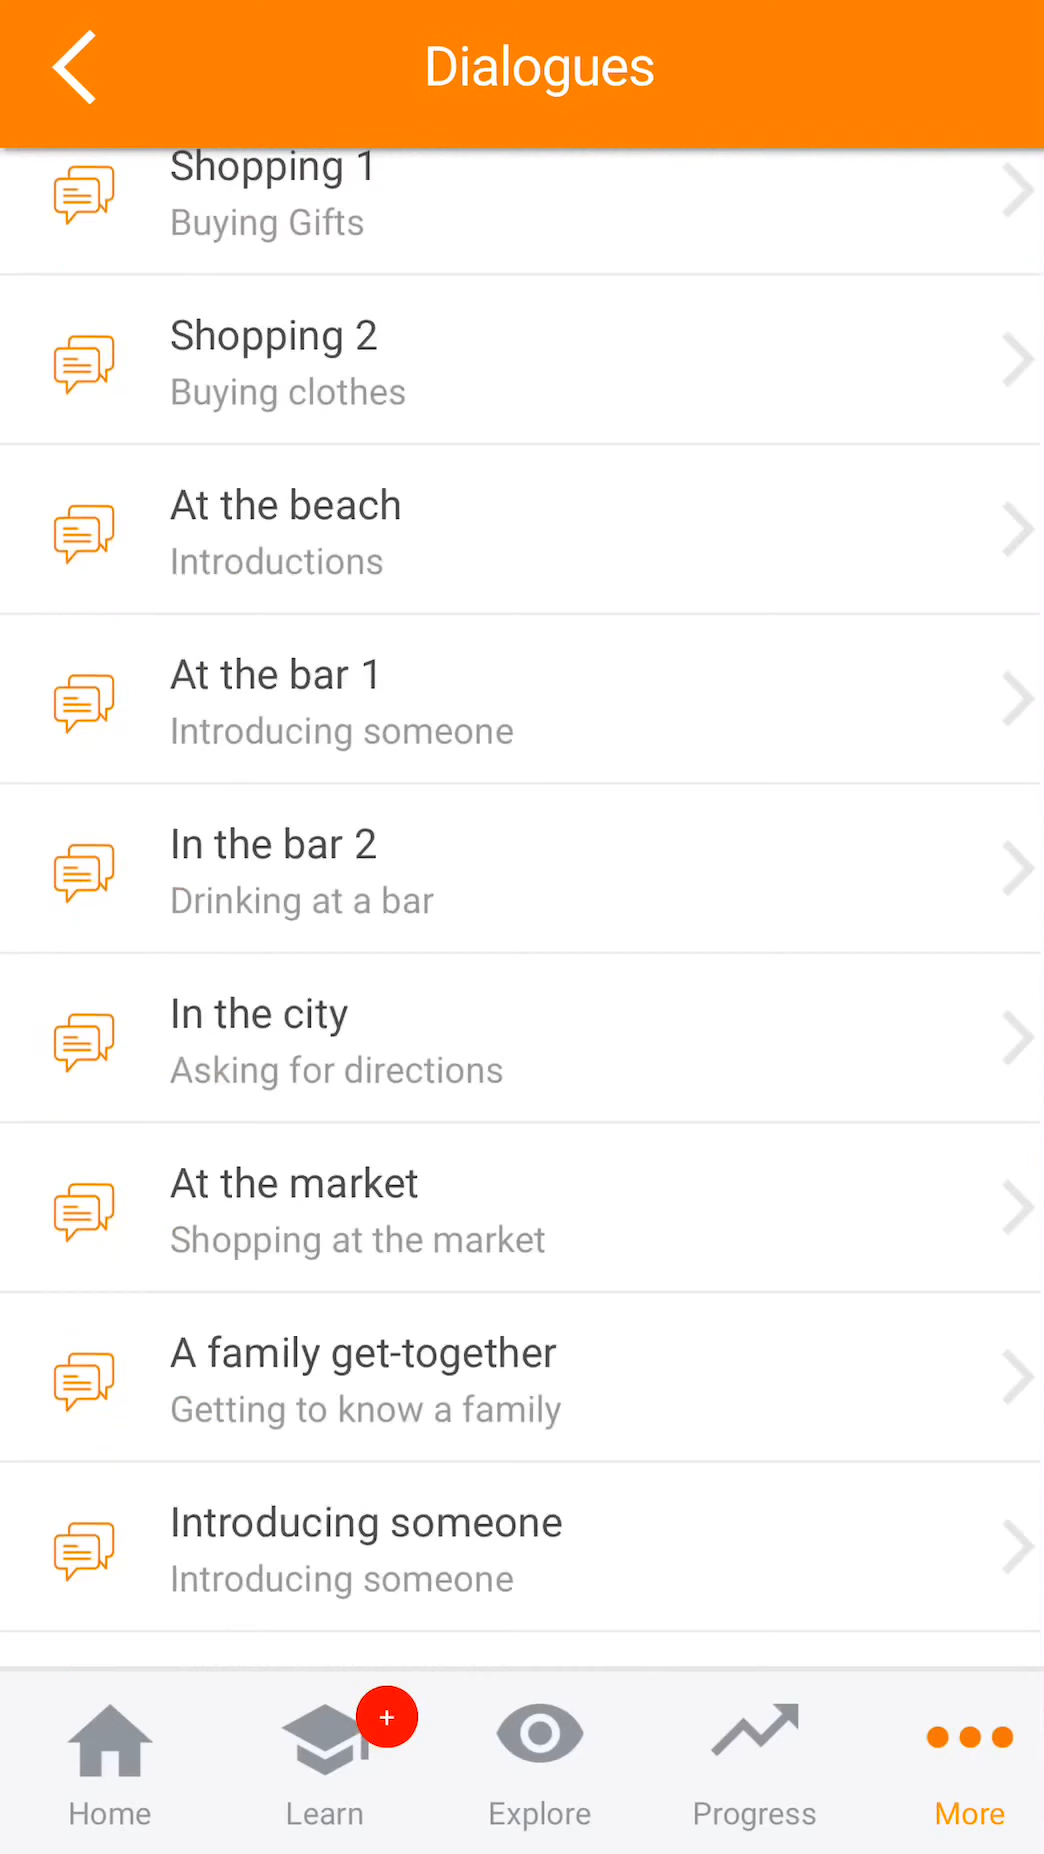 Dialogues
Shopping 1
Buying Gifts
Shopping 2
Buying clothes
At the beach
Introductions
At the bar 1
Introducing someone
In the bar 2
Drinking at a bar
In the city
Asking for directions
At the market
Shopping at the market
A family get-together
Getting to know a family
Introducing someone
Introducing someone
+
Home
Learn
Explore
Progress
More